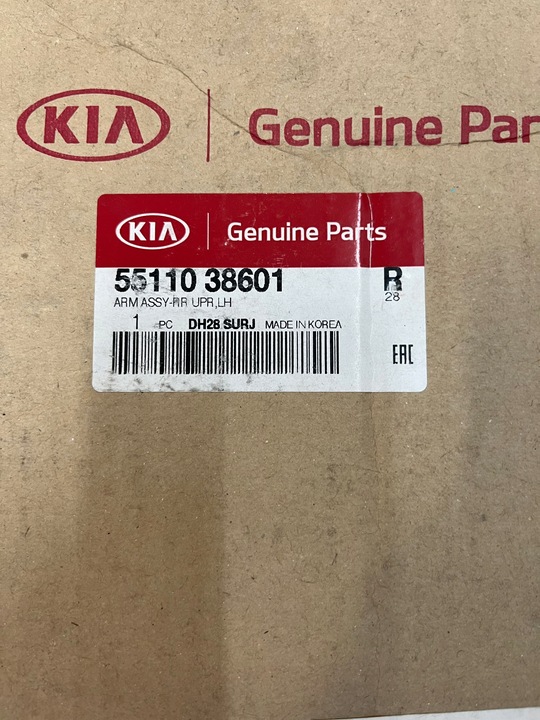 KIA Genuine Par
KIA Genuine Parts
55110 38601 R
ARM ASSY-RR UPR,LH 28
1 PC DH28 SURJ MADE IN KOREA
EAC